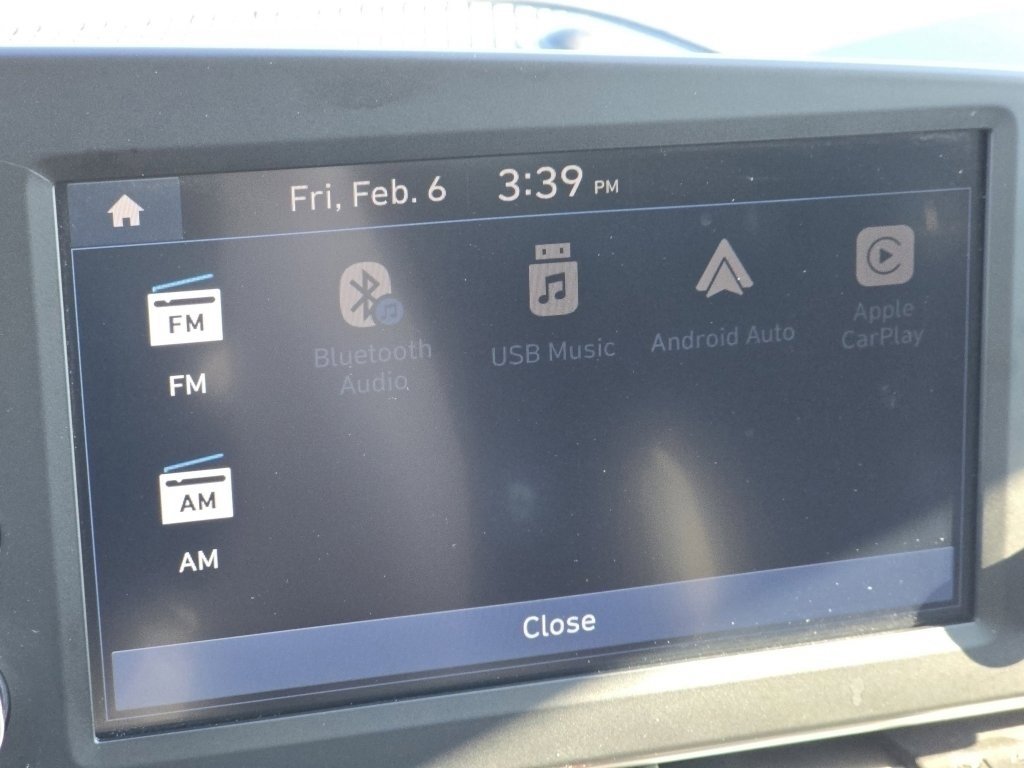 Fri, Feb. 6 3:39 PM
FM
FM
Bluetooth
Audio
USB Music
Android Auto
Apple
CarPlay
AM
AM
Close